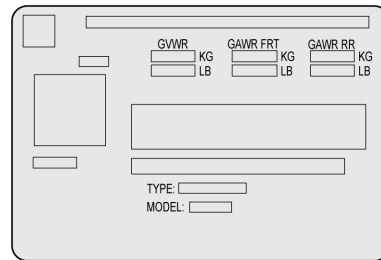 GVWR GAWR FRT GAWR RR
KG KG KG
LB LB LB
TYPE:
MODEL: